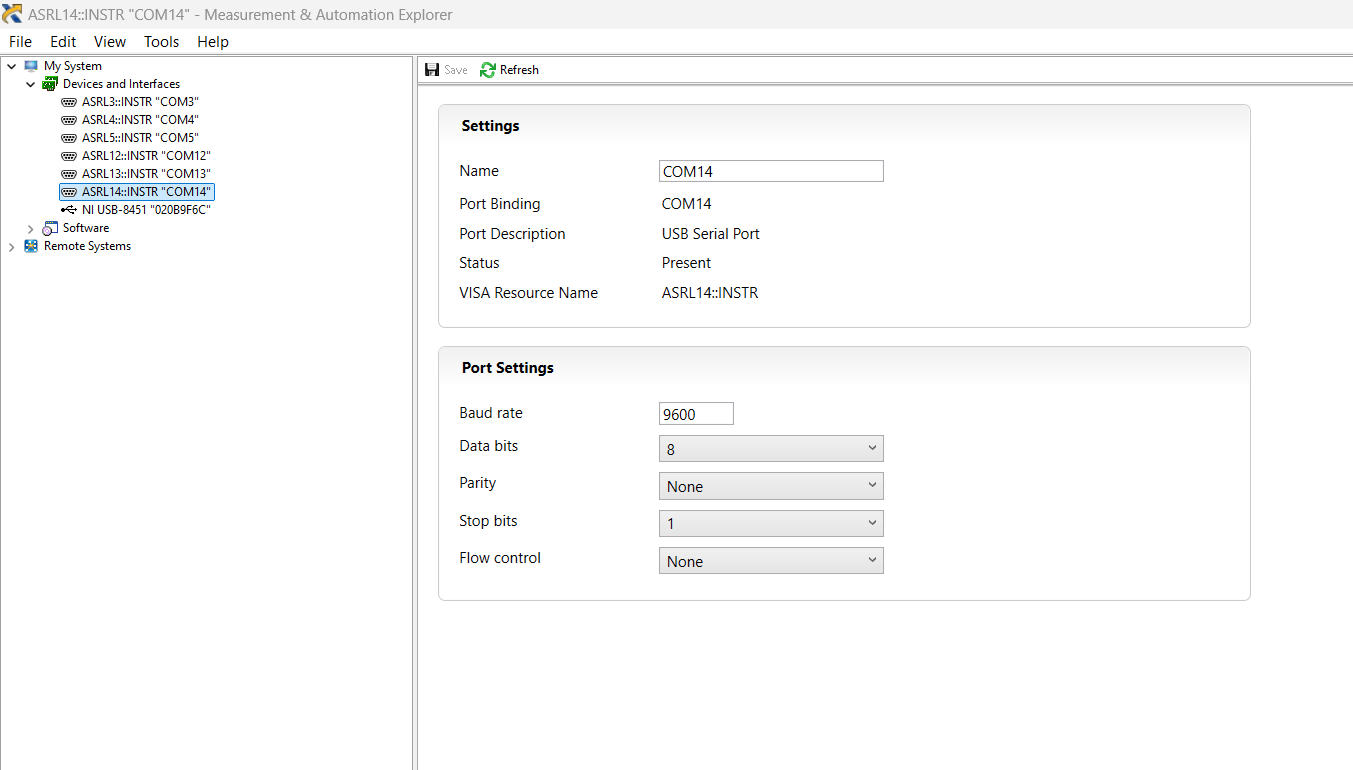 ASRL14::INSTR "COM14" - Measurement & Automation Explorer
File Edit View Tools Help
My System
Devices and Interfaces
ASRL3::INSTR "COM3"
ASRL4::INSTR "COM4"
ASRL5::INSTR "COM5"
ASRL12::INSTR "COM12"
ASRL13::INSTR "COM13"
ASRL14::INSTR "COM14"
NI USB-8451 "020B9F6C"
Software
Remote Systems
Save Refresh
Settings
Name COM14
Port Binding COM14
Port Description USB Serial Port
Status Present
VISA Resource Name ASRL14::INSTR
Port Settings
Baud rate 9600
Data bits 8
Parity None
Stop bits 1
Flow control None